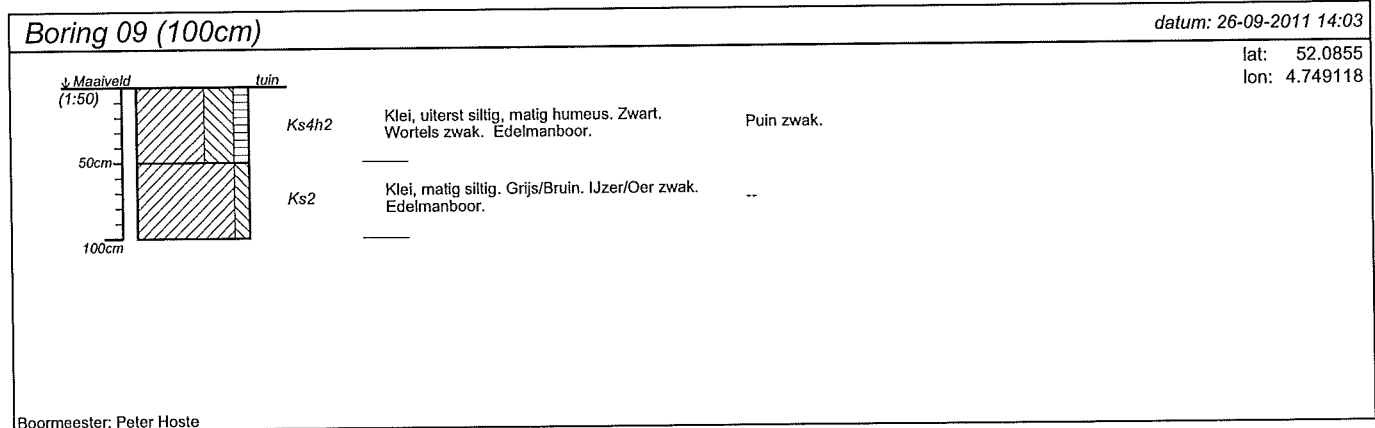 Boring 09 (100cm)
datum: 26-09-2011 14:03
lat: 52.0855
lon: 4.749118
↓ Maaiveld
tuin
(1:50)
Ks4h2
Klei, uiterst siltig, matig humeus. Zwart.
Wortels zwak. Edelmanboor.
Puin zwak.
50cm
Ks2
Klei, matig siltig. Grijs/Bruin. IJzer/Oer zwak.
Edelmanboor.
--
100cm
Boormeester: Peter Hoste